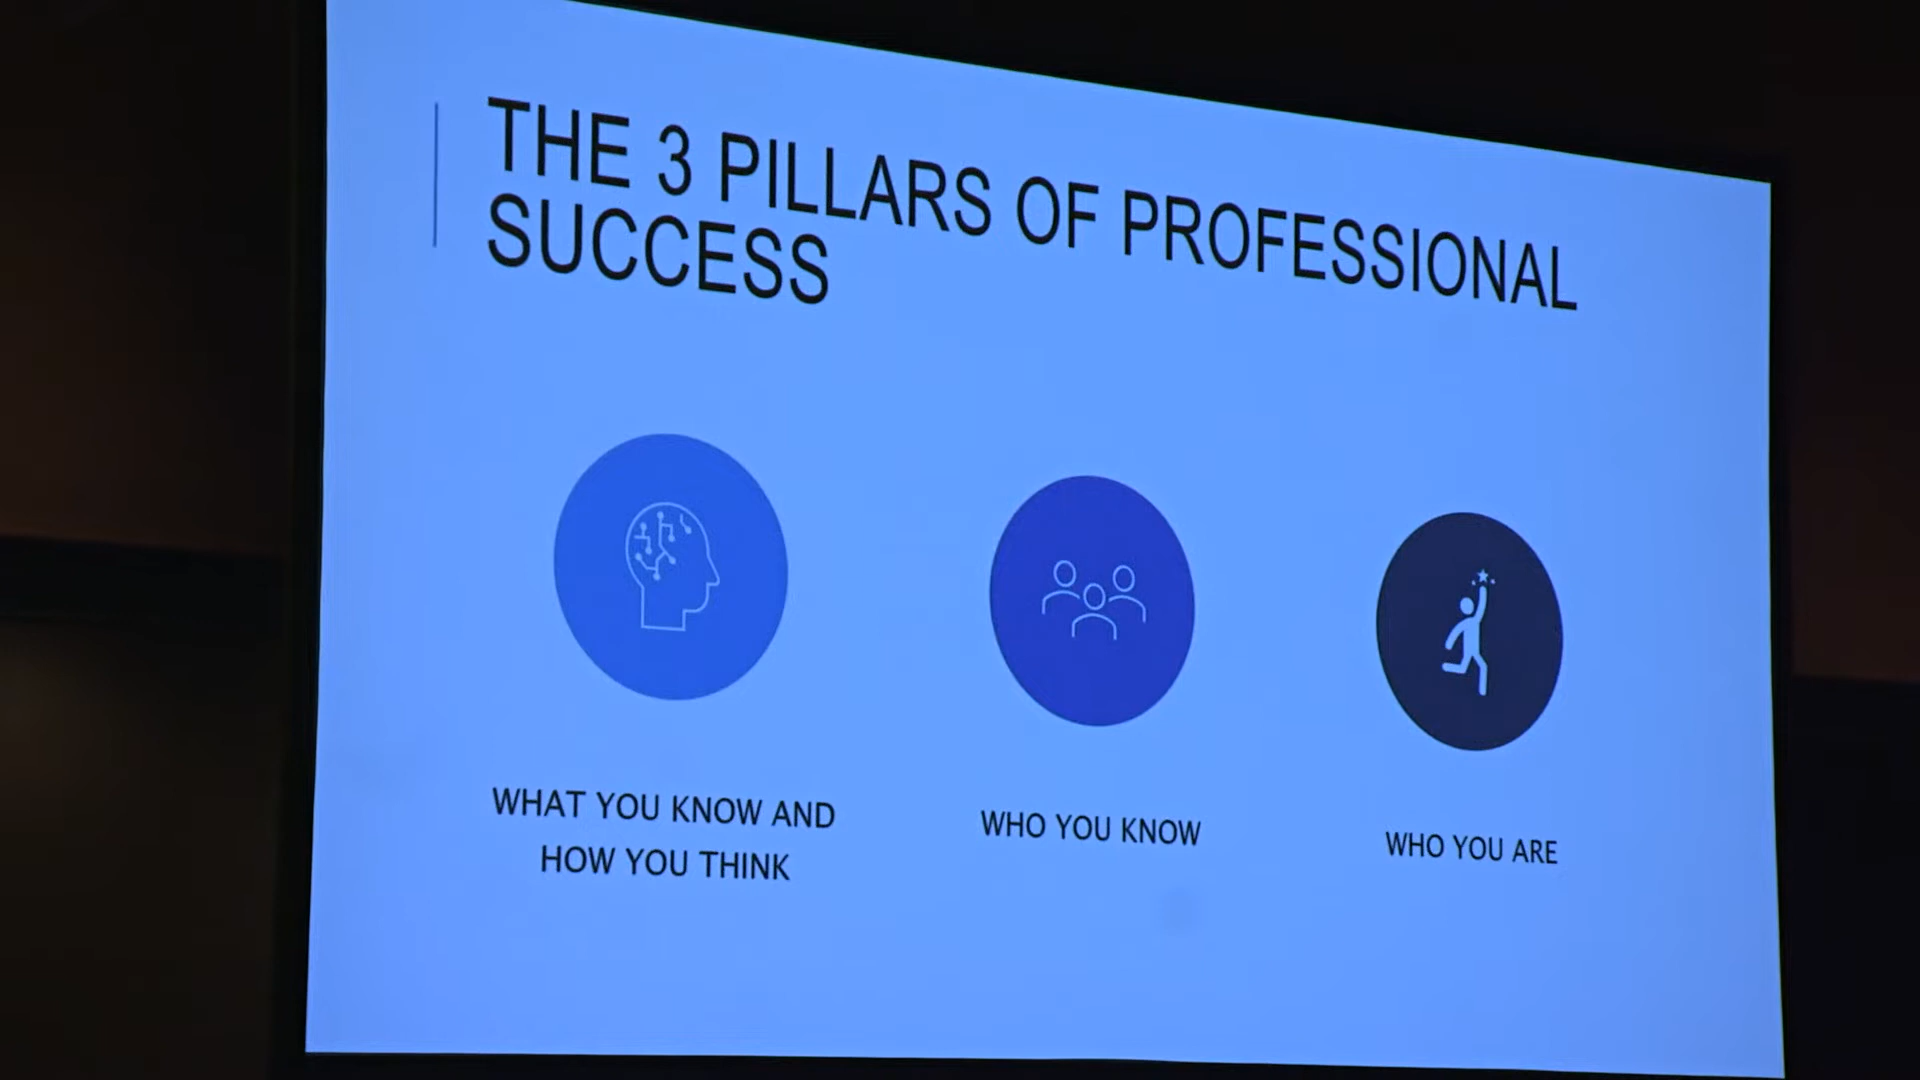 THE 3 PILLARS OF PROFESSIONAL
SUCCESS
WHAT YOU KNOW AND
HOW YOU THINK
WHO YOU KNOW
WHO YOU ARE